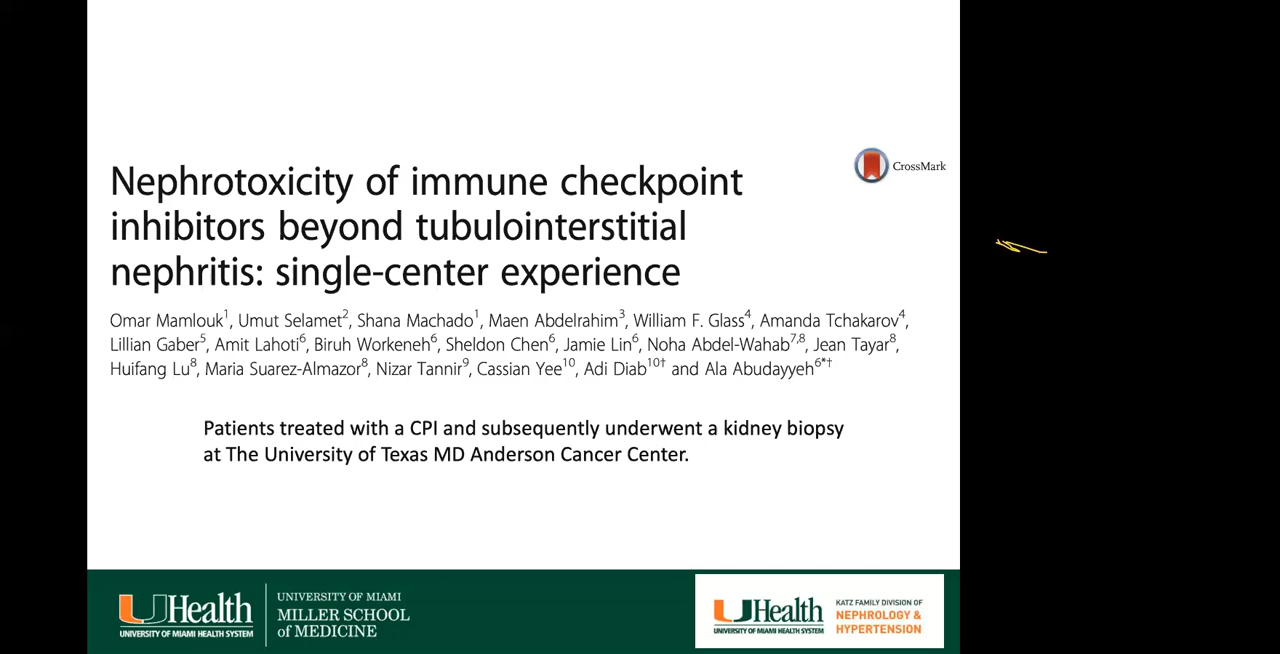 CrossMark
Nephrotoxicity of immune checkpoint
inhibitors beyond tubulointerstitial
nephritis: single-center experience
Omar Mamlouk1, Umut Selamet2, Shana Machado1, Maen Abdelrahim3, William F. Glass4, Amanda Tchakarov4,
Lillian Gaber5, Amit Lahoti6, Biruh Workeneh6, Sheldon Chen6, Jamie Lin6, Noha Abdel-Wahab7,8, Jean Tayar8,
Huifang Lu8, Maria Suarez-Almazor8, Nizar Tannir9, Cassian Yee10, Adi Diab10† and Ala Abudayyeh6*†
Patients treated with a CPI and subsequently underwent a kidney biopsy
at The University of Texas MD Anderson Cancer Center.
UHealth
UNIVERSITY OF MIAMI HEALTH SYSTEM
UNIVERSITY OF MIAMI
MILLER SCHOOL
of MEDICINE
UHealth
UNIVERSITY OF MIAMI HEALTH SYSTEM
KATZ FAMILY DIVISION OF
NEPHROLOGY &
HYPERTENSION